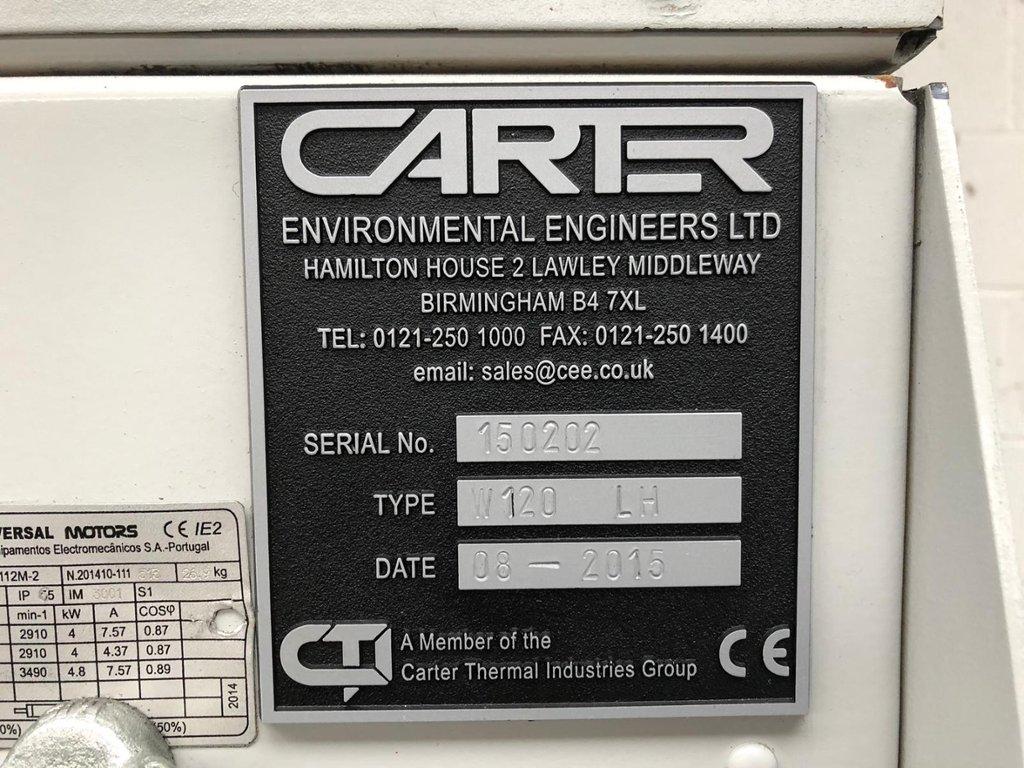 CARTER
ENVIRONMENTAL ENGINEERS LTD
HAMILTON HOUSE 2 LAWLEY MIDDLEWAY
BIRMINGHAM B4 7XL
TEL: 0121-250 1000 FAX: 0121-250 1400
email: sales@cee.co.uk
SERIAL No. 150202
TYPE W120 LH
DATE 08 - 2015
CTI A Member of the
Carter Thermal Industries Group
CE
VERSAL MOTORS CE IE2
ipamentos Electromecânicos S.A.-Portugal
112M-2 N.201410-111 kg
IP 55 IM S1
min-1 kW A COSφ
2910 4 7.57 0.87
2910 4 4.37 0.87
3490 4.8 7.57 0.89
2014
0%) (50%)